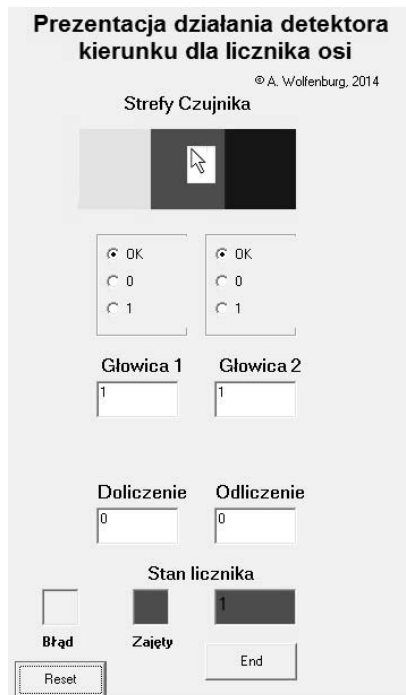 Prezentacja działania detektora
kierunku dla licznika osi
© A. Wolfenburg, 2014
Strefy Czujnika
OK OK
0 0
1 1
Głowica 1 Głowica 2
1 1
Doliczenie Odliczenie
0 0
Stan licznika
1
Błąd Zajęty
End
Reset